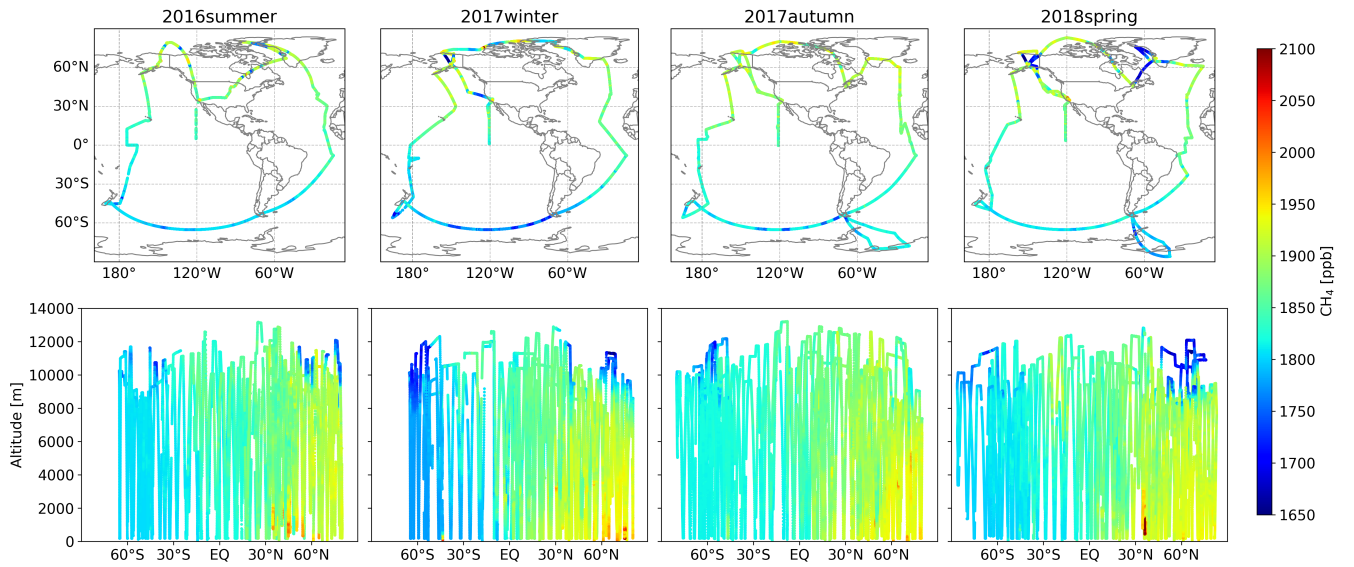 2016summer 2017winter 2017autumn 2018spring
60°N
30°N
0°
30°S
60°S
180° 120°W 60°W 180° 120°W 60°W 180° 120°W 60°W 180° 120°W 60°W
14000
12000
10000
8000
6000
4000
2000
0
Altitude [m]
60°S 30°S EQ 30°N 60°N 60°S 30°S EQ 30°N 60°N 60°S 30°S EQ 30°N 60°N 60°S 30°S EQ 30°N 60°N
2100
2050
2000
1950
1900
1850
1800
1750
1700
1650
CH₄ [ppb]